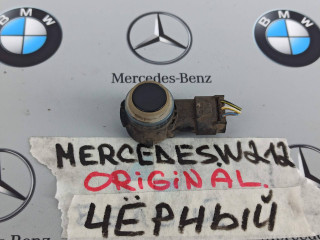 Mercedes-Benz
MERCEDES.W212
ORIGINAL.
ЧЁРНЫЙ